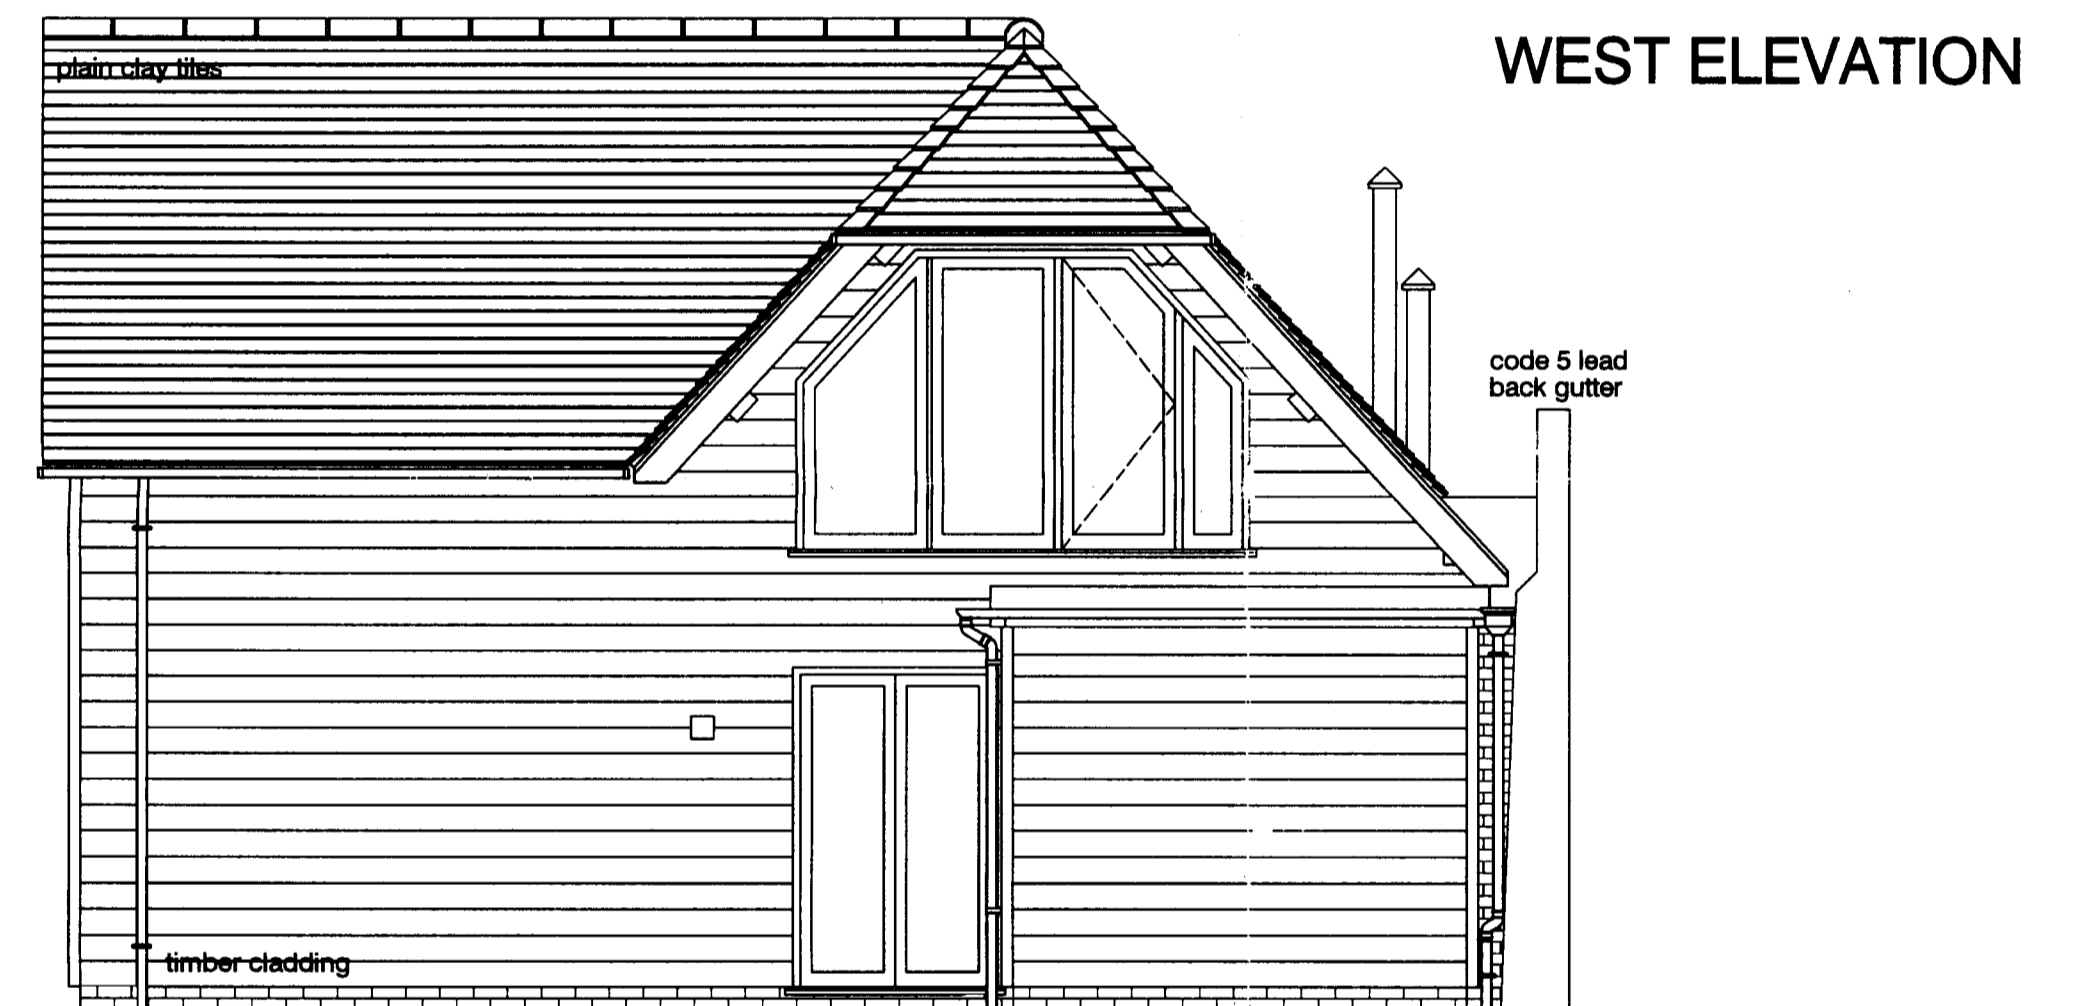 WEST ELEVATION
plain clay tiles
code 5 lead
back gutter
timber cladding